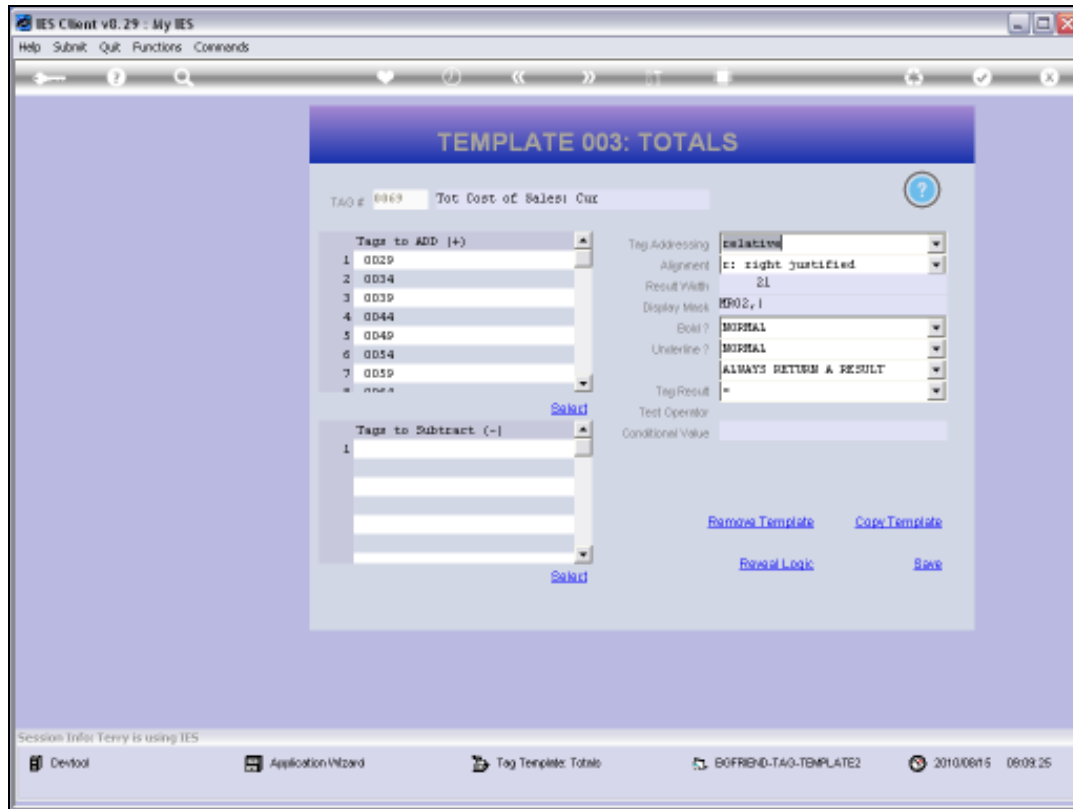 IES Client v8.29 : My IES
Help Submit Quit Functions Commands
TEMPLATE 003: TOTALS
TAG # 0069 Tot Cost of Sales: Cur
Tags to ADD (+)
1 0029
2 0034
3 0039
4 0044
5 0049
6 0054
7 0059
Select
Tags to Subtract (-)
1
Select
Tag Addressing relative
Alignment r: right justified
Result Width 21
Display Mask MR02,|
Bold ? NORMAL
Underline ? NORMAL
ALWAYS RETURN A RESULT
Tag Result =
Test Operator
Conditional Value
Remove Template Copy Template
Reveal Logic Save
Session Info: Terry is using IES
Devtool Application Wizard Tag Template: Totals BGFRIEND-TAG-TEMPLATE2 2010/08/15 09:09:25